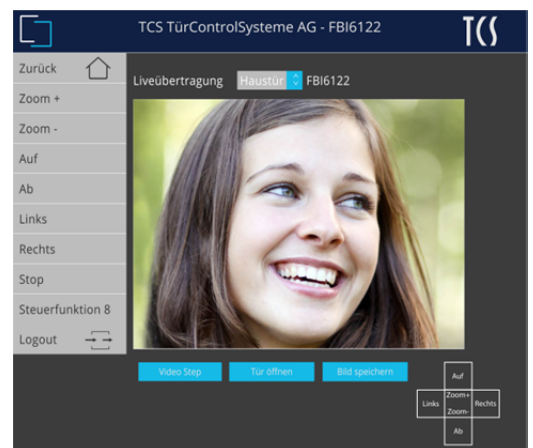 TCS TürControlSysteme AG - FBI6122
TCS
Zurück
Zoom +
Zoom -
Auf
Ab
Links
Rechts
Stop
Steuerfunktion 8
Logout
Liveübertragung Haustür FBI6122
Video Step Tür öffnen Bild speichern
Auf
Links Zoom+ Rechts
Zoom-
Ab